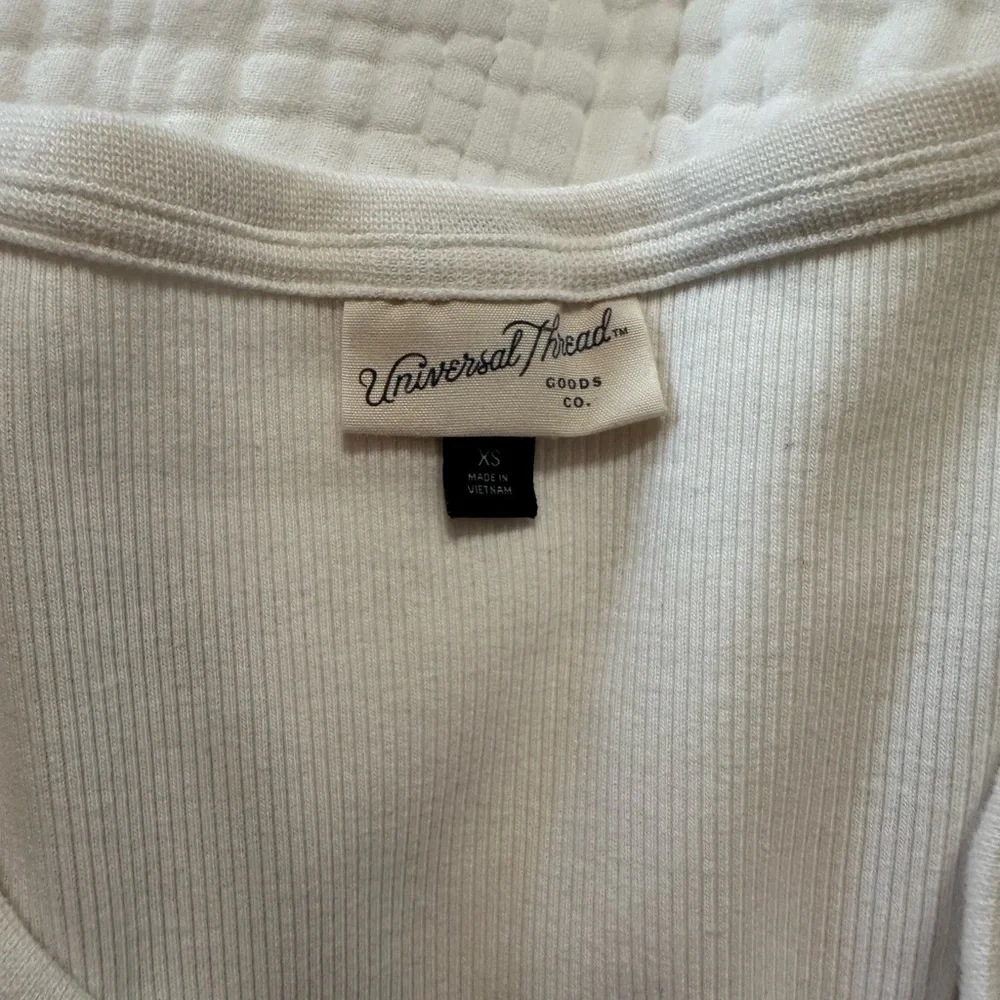 Universal Thread™
GOODS
CO.
XS
MADE IN
VIETNAM